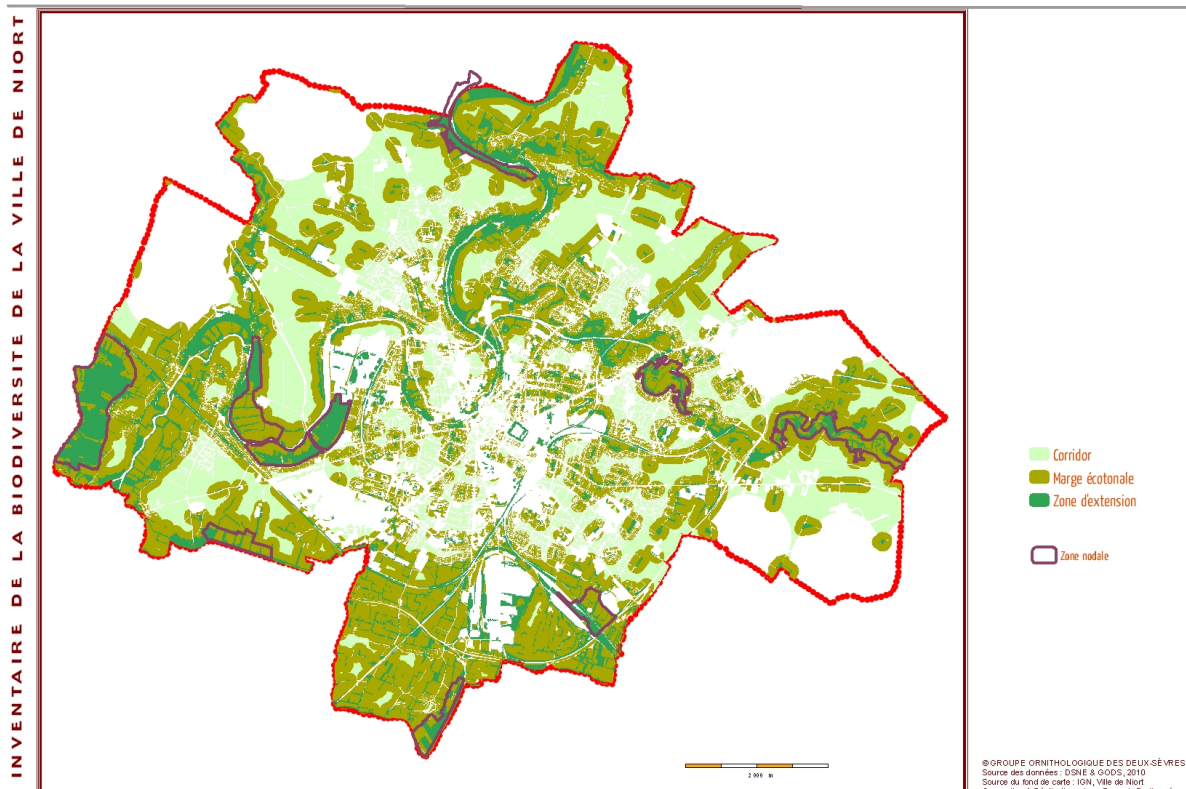 INVENTAIRE DE LA BIODIVERSITE DE LA VILLE DE NIORT
Corridor
Marge écotonale
Zone d'extension
Zone nodale
2 000 m
©GROUPE ORNITHOLOGIQUE DES DEUX-SÈVRES
Source des données : DSNE & GODS, 2010
Source du fond de carte : IGN, Ville de Niort